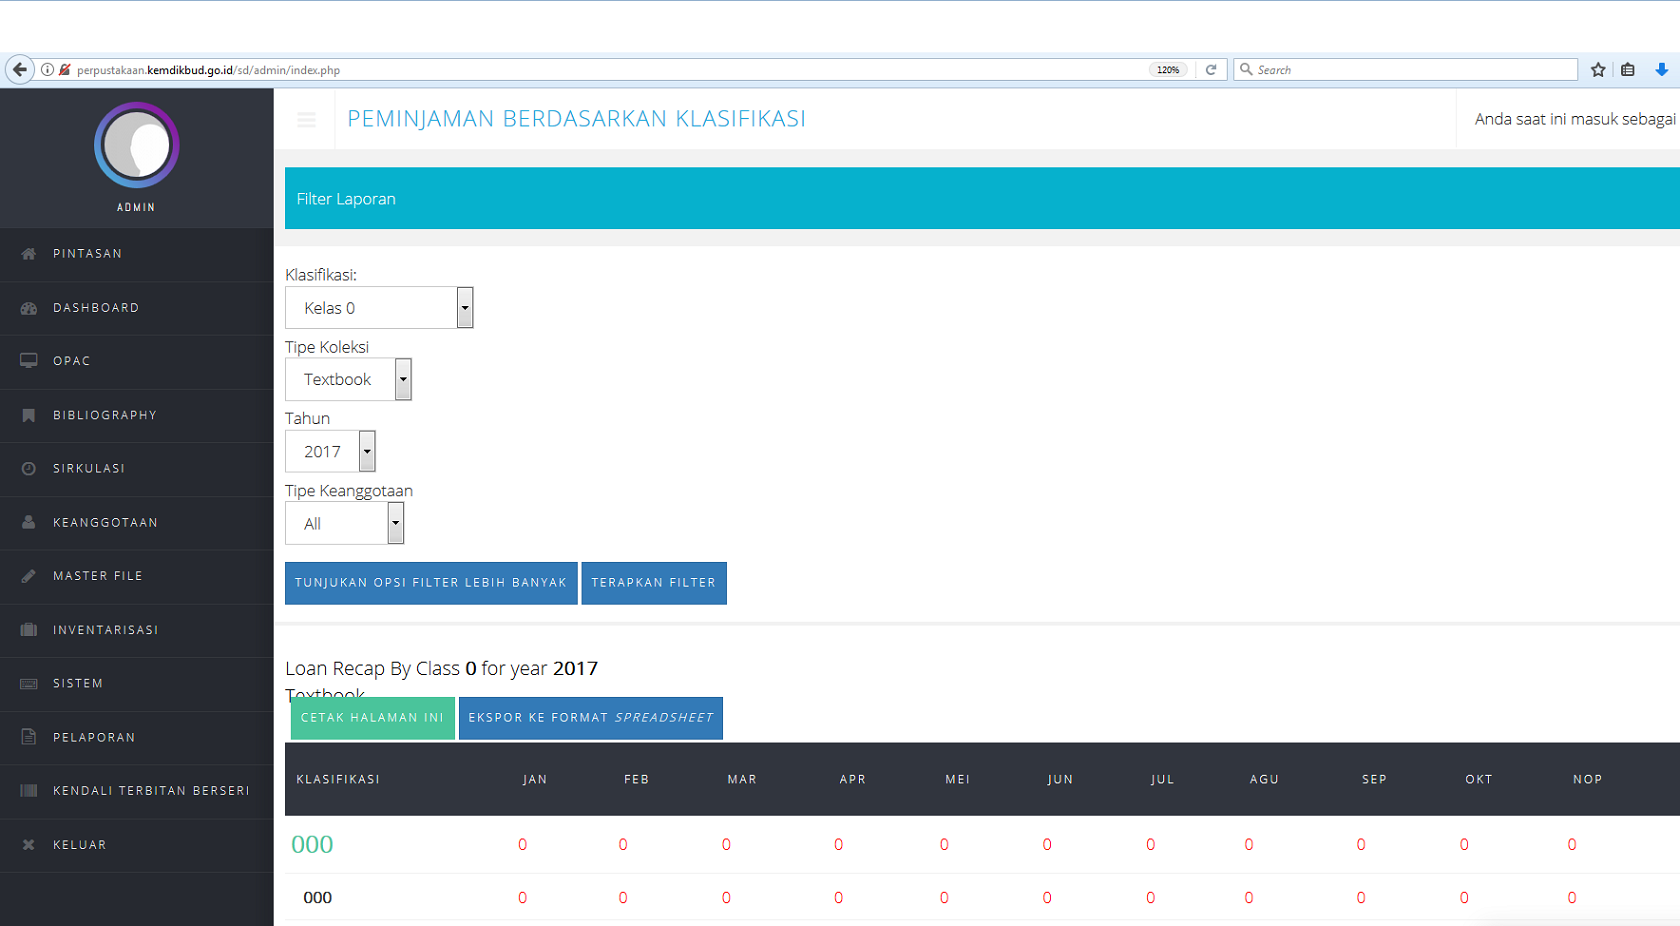 perpustakaan.kemdikbud.go.id/sd/admin/index.php
120%
Search
ADMIN
PINTASAN
DASHBOARD
OPAC
BIBLIOGRAPHY
SIRKULASI
KEANGGOTAAN
MASTER FILE
INVENTARISASI
SISTEM
PELAPORAN
KENDALI TERBITAN BERSERI
KELUAR
PEMINJAMAN BERDASARKAN KLASIFIKASI
Anda saat ini masuk sebagai
Filter Laporan
Klasifikasi:
Kelas 0
Tipe Koleksi
Textbook
Tahun
2017
Tipe Keanggotaan
All
TUNJUKAN OPSI FILTER LEBIH BANYAK TERAPKAN FILTER
Loan Recap By Class 0 for year 2017
Textbook
CETAK HALAMAN INI EKSPOR KE FORMAT SPREADSHEET
KLASIFIKASI JAN FEB MAR APR MEI JUN JUL AGU SEP OKT NOP
000 0 0 0 0 0 0 0 0 0 0 0
000 0 0 0 0 0 0 0 0 0 0 0